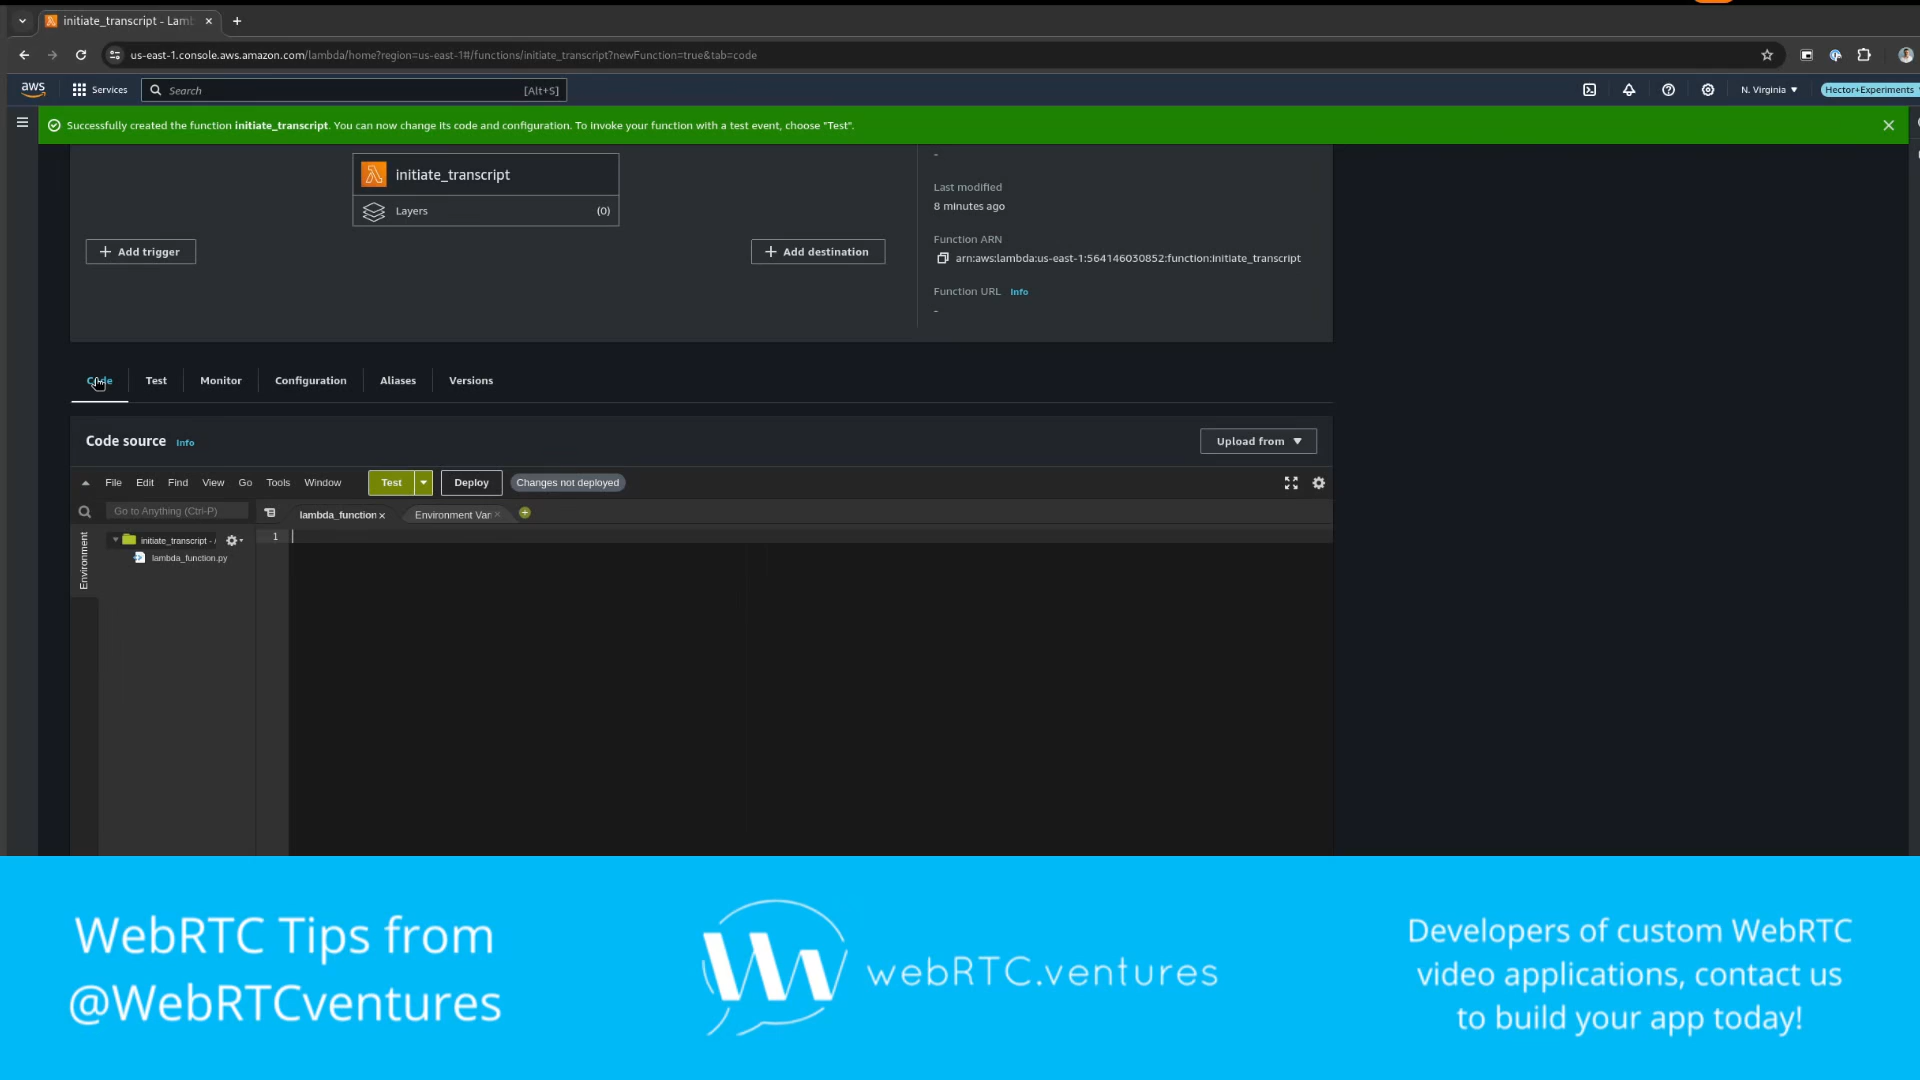 initiate_transcript - Lam
us-east-1.console.aws.amazon.com/lambda/home?region=us-east-1#/functions/initiate_transcript?newFunction=true&tab=code
aws
Services
Search
[Alt+S]
N. Virginia
Hector+Experiments
Successfully created the function initiate_transcript. You can now change its code and configuration. To invoke your function with a test event, choose "Test".
initiate_transcript
Layers
(0)
+ Add trigger
+ Add destination
-
Last modified
8 minutes ago
Function ARN
arn:aws:lambda:us-east-1:564146030852:function:initiate_transcript
Function URL Info
-
Code
Test
Monitor
Configuration
Aliases
Versions
Code source Info
Upload from
File Edit Find View Go Tools Window
Test
Deploy
Changes not deployed
Go to Anything (Ctrl-P)
lambda_function
Environment Var
Environment
initiate_transcript - /
lambda_function.py
1
WebRTC Tips from
@WebRTCventures
webRTC.ventures
Developers of custom WebRTC
video applications, contact us
to build your app today!